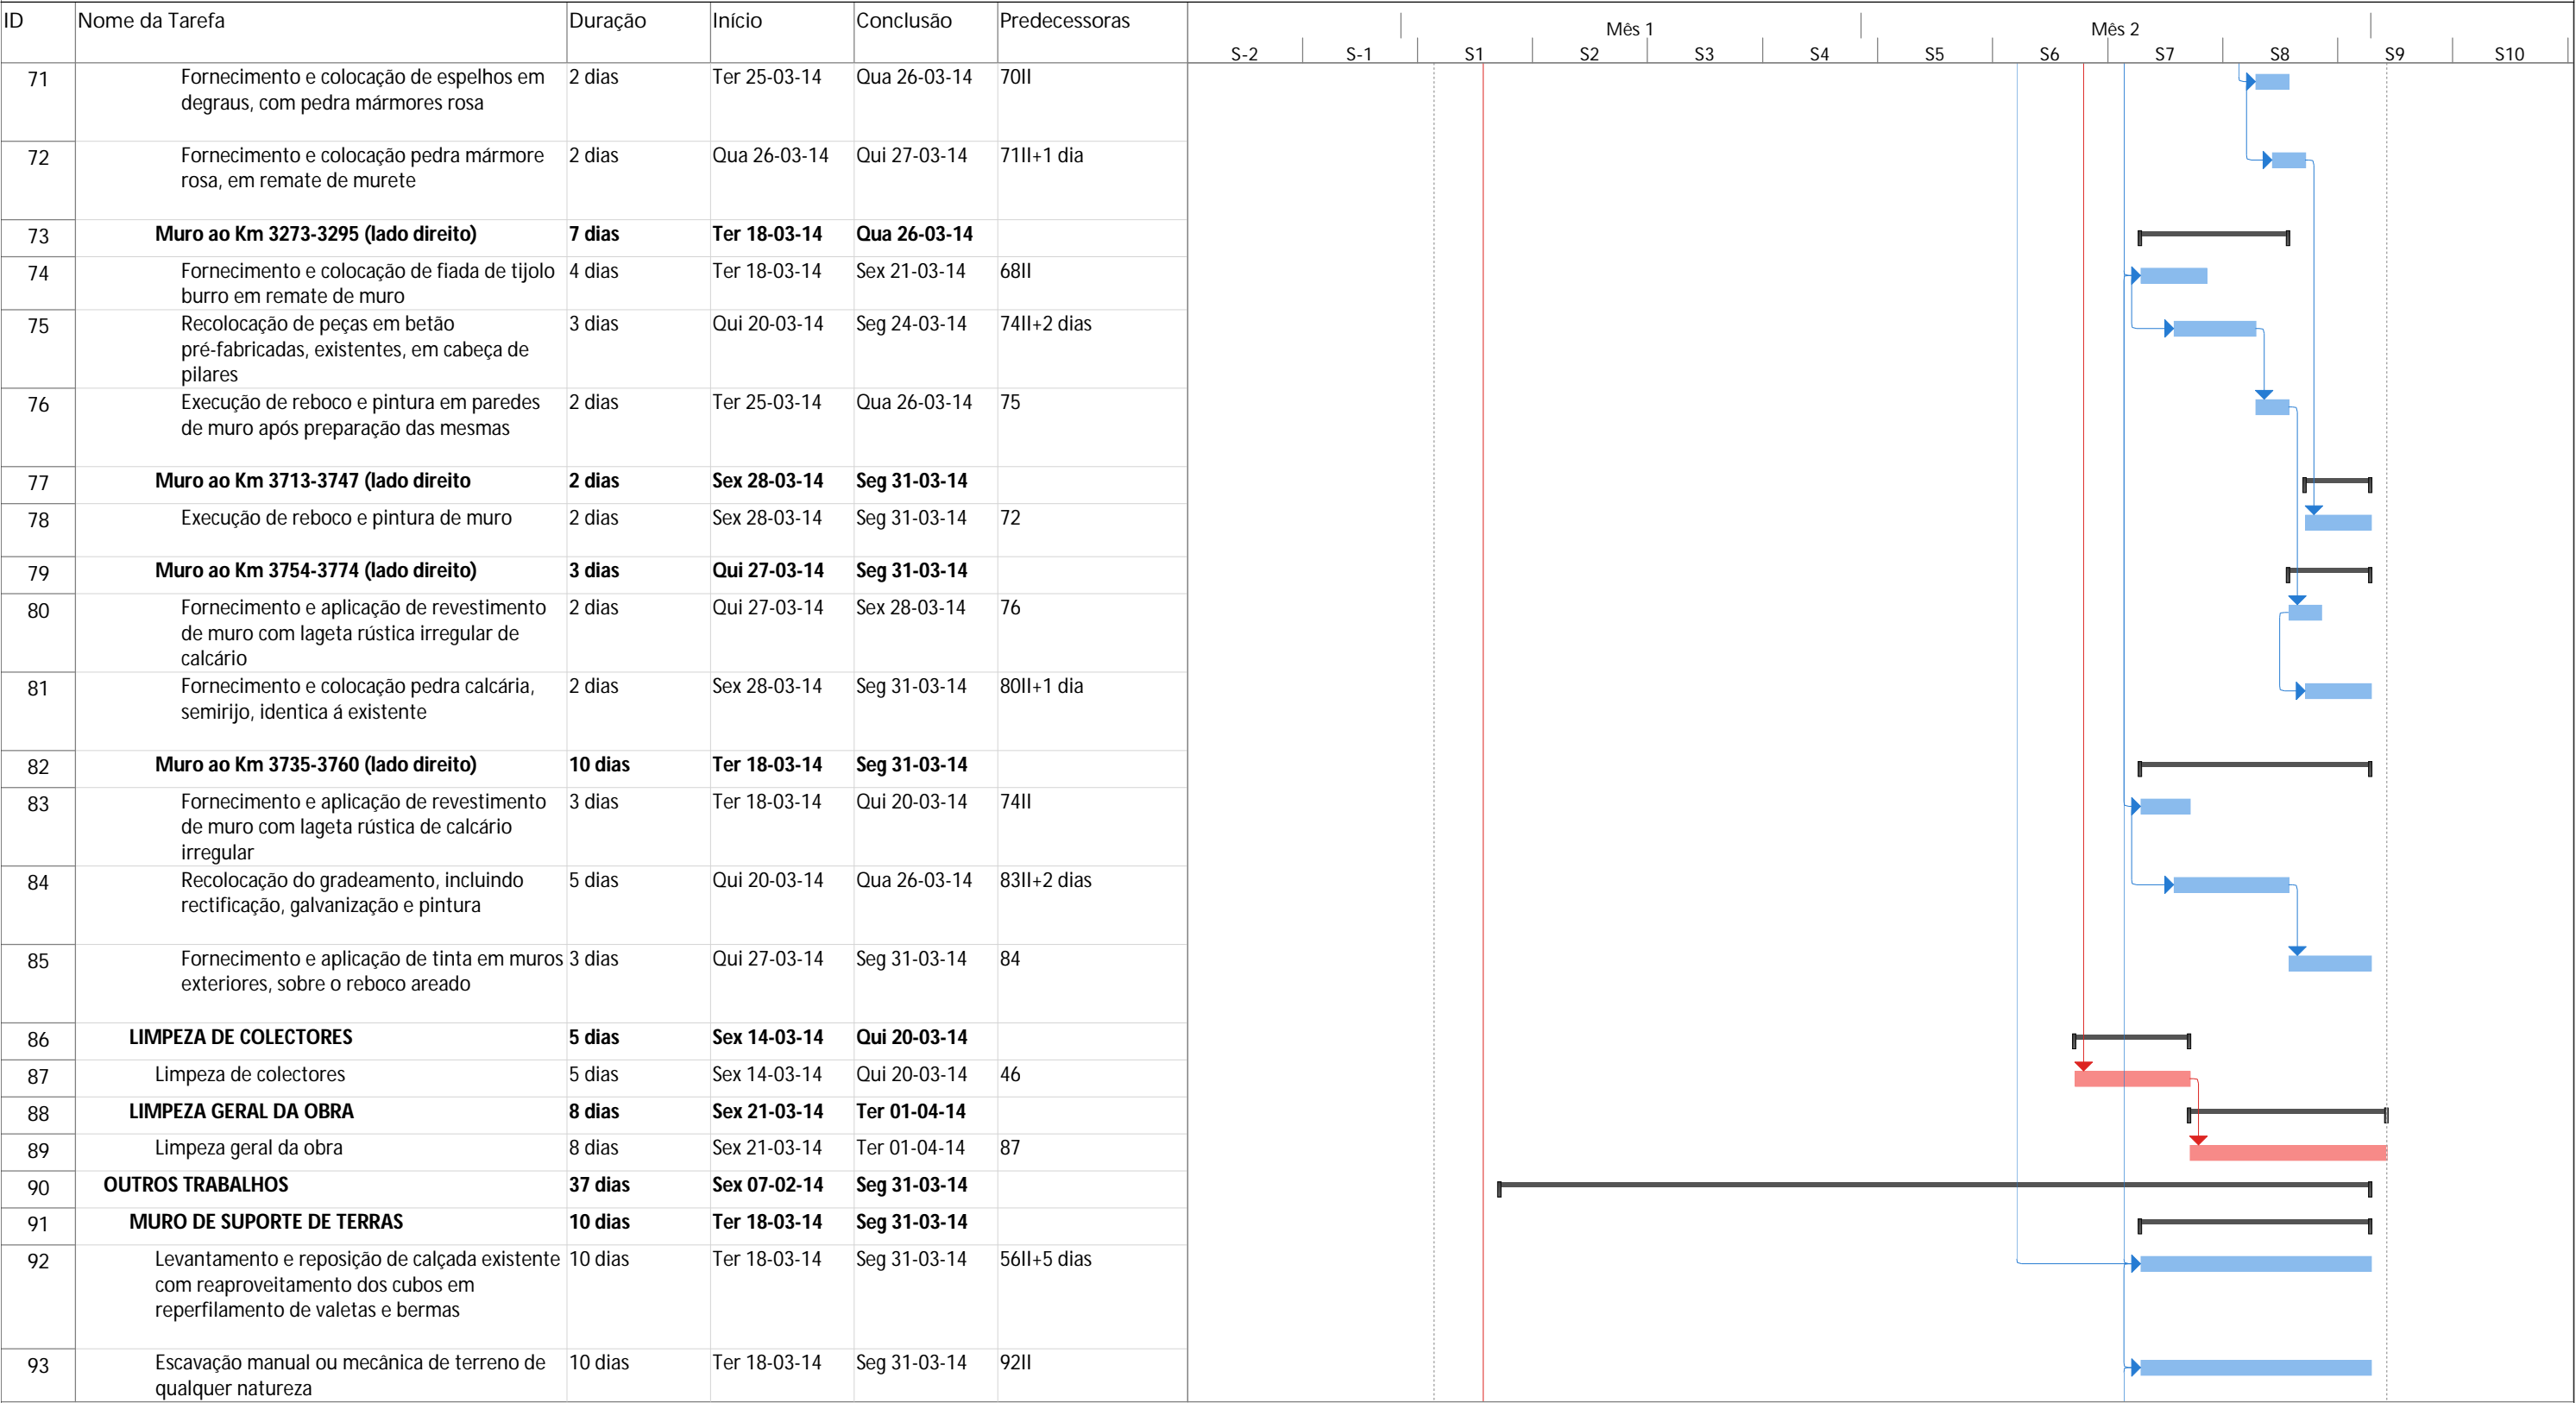 ID Nome da Tarefa Duração Início Conclusão Predecessoras
Mês 1 Mês 2
S-2 S-1 S1 S2 S3 S4 S5 S6 S7 S8 S9 S10
71 Fornecimento e colocação de espelhos em 2 dias Ter 25-03-14 Qua 26-03-14 70II
degraus, com pedra mármores rosa
72 Fornecimento e colocação pedra mármore 2 dias Qua 26-03-14 Qui 27-03-14 71II+1 dia
rosa, em remate de murete
73 Muro ao Km 3273-3295 (lado direito) 7 dias Ter 18-03-14 Qua 26-03-14
74 Fornecimento e colocação de fiada de tijolo 4 dias Ter 18-03-14 Sex 21-03-14 68II
burro em remate de muro
75 Recolocação de peças em betão 3 dias Qui 20-03-14 Seg 24-03-14 74II+2 dias
pré-fabricadas, existentes, em cabeça de
pilares
76 Execução de reboco e pintura em paredes 2 dias Ter 25-03-14 Qua 26-03-14 75
de muro após preparação das mesmas
77 Muro ao Km 3713-3747 (lado direito 2 dias Sex 28-03-14 Seg 31-03-14
78 Execução de reboco e pintura de muro 2 dias Sex 28-03-14 Seg 31-03-14 72
79 Muro ao Km 3754-3774 (lado direito) 3 dias Qui 27-03-14 Seg 31-03-14
80 Fornecimento e aplicação de revestimento 2 dias Qui 27-03-14 Sex 28-03-14 76
de muro com lageta rústica irregular de
calcário
81 Fornecimento e colocação pedra calcária, 2 dias Sex 28-03-14 Seg 31-03-14 80II+1 dia
semirijo, identica á existente
82 Muro ao Km 3735-3760 (lado direito) 10 dias Ter 18-03-14 Seg 31-03-14
83 Fornecimento e aplicação de revestimento 3 dias Ter 18-03-14 Qui 20-03-14 74II
de muro com lageta rústica de calcário
irregular
84 Recolocação do gradeamento, incluindo 5 dias Qui 20-03-14 Qua 26-03-14 83II+2 dias
rectificação, galvanização e pintura
85 Fornecimento e aplicação de tinta em muros 3 dias Qui 27-03-14 Seg 31-03-14 84
exteriores, sobre o reboco areado
86 LIMPEZA DE COLECTORES 5 dias Sex 14-03-14 Qui 20-03-14
87 Limpeza de colectores 5 dias Sex 14-03-14 Qui 20-03-14 46
88 LIMPEZA GERAL DA OBRA 8 dias Sex 21-03-14 Ter 01-04-14
89 Limpeza geral da obra 8 dias Sex 21-03-14 Ter 01-04-14 87
90 OUTROS TRABALHOS 37 dias Sex 07-02-14 Seg 31-03-14
91 MURO DE SUPORTE DE TERRAS 10 dias Ter 18-03-14 Seg 31-03-14
92 Levantamento e reposição de calçada existente 10 dias Ter 18-03-14 Seg 31-03-14 56II+5 dias
com reaproveitamento dos cubos em
reperfilamento de valetas e bermas
93 Escavação manual ou mecânica de terreno de 10 dias Ter 18-03-14 Seg 31-03-14 92II
qualquer natureza